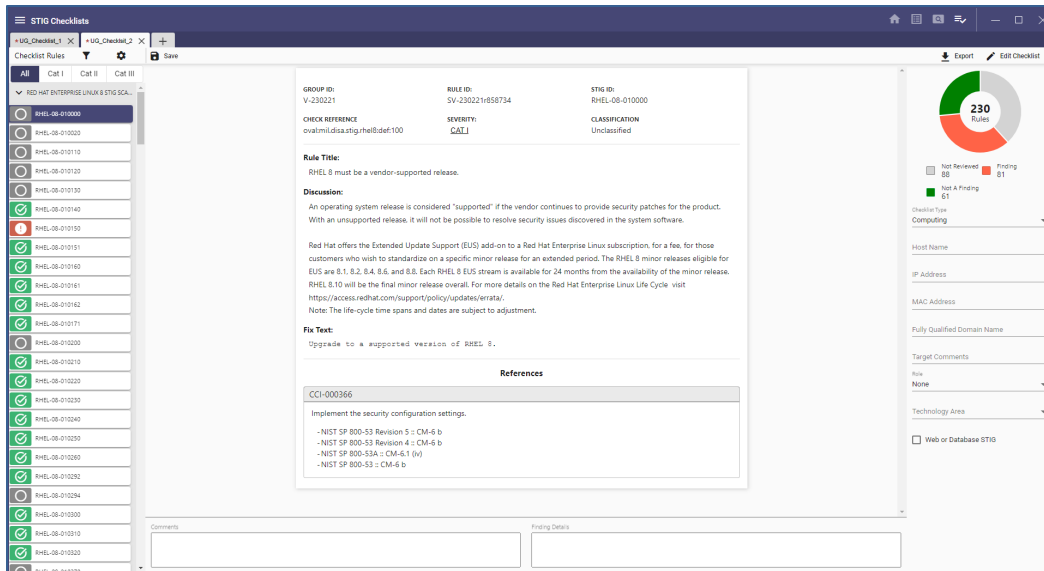 STIG Checklists
*UG_Checklist_1
*UG_Checklist_2
Checklist Rules
Save
Export
Edit Checklist
All
Cat I
Cat II
Cat III
RED HAT ENTERPRISE LINUX 8 STIG SCA...
RHEL-08-010000
RHEL-08-010020
RHEL-08-010110
RHEL-08-010120
RHEL-08-010130
RHEL-08-010140
RHEL-08-010150
RHEL-08-010151
RHEL-08-010160
RHEL-08-010161
RHEL-08-010162
RHEL-08-010171
RHEL-08-010200
RHEL-08-010210
RHEL-08-010220
RHEL-08-010230
RHEL-08-010240
RHEL-08-010250
RHEL-08-010260
RHEL-08-010292
RHEL-08-010294
RHEL-08-010300
RHEL-08-010310
RHEL-08-010320
GROUP ID:
V-230221
RULE ID:
SV-230221r858734
STIG ID:
RHEL-08-010000
CHECK REFERENCE
oval:mil.disa.stig.rhel8:def:100
SEVERITY:
CAT I
CLASSIFICATION
Unclassified
Rule Title:
RHEL 8 must be a vendor-supported release.
Discussion:
An operating system release is considered "supported" if the vendor continues to provide security patches for the product.
With an unsupported release, it will not be possible to resolve security issues discovered in the system software.
Red Hat offers the Extended Update Support (EUS) add-on to a Red Hat Enterprise Linux subscription, for a fee, for those
customers who wish to standardize on a specific minor release for an extended period. The RHEL 8 minor releases eligible for
EUS are 8.1, 8.2, 8.4, 8.6, and 8.8. Each RHEL 8 EUS stream is available for 24 months from the availability of the minor release.
RHEL 8.10 will be the final minor release overall. For more details on the Red Hat Enterprise Linux Life Cycle visit
https://access.redhat.com/support/policy/updates/errata/.
Note: The life-cycle time spans and dates are subject to adjustment.
Fix Text:
Upgrade to a supported version of RHEL 8.
References
CCI-000366
Implement the security configuration settings.
- NIST SP 800-53 Revision 5 :: CM-6 b
- NIST SP 800-53 Revision 4 :: CM-6 b
- NIST SP 800-53A :: CM-6.1 (iv)
- NIST SP 800-53 :: CM-6 b
Comments
Finding Details
230
Rules
Not Reviewed
88
Finding
81
Not A Finding
61
Checklist Type
Computing
Host Name
IP Address
MAC Address
Fully Qualified Domain Name
Target Comments
Role
None
Technology Area
Web or Database STIG